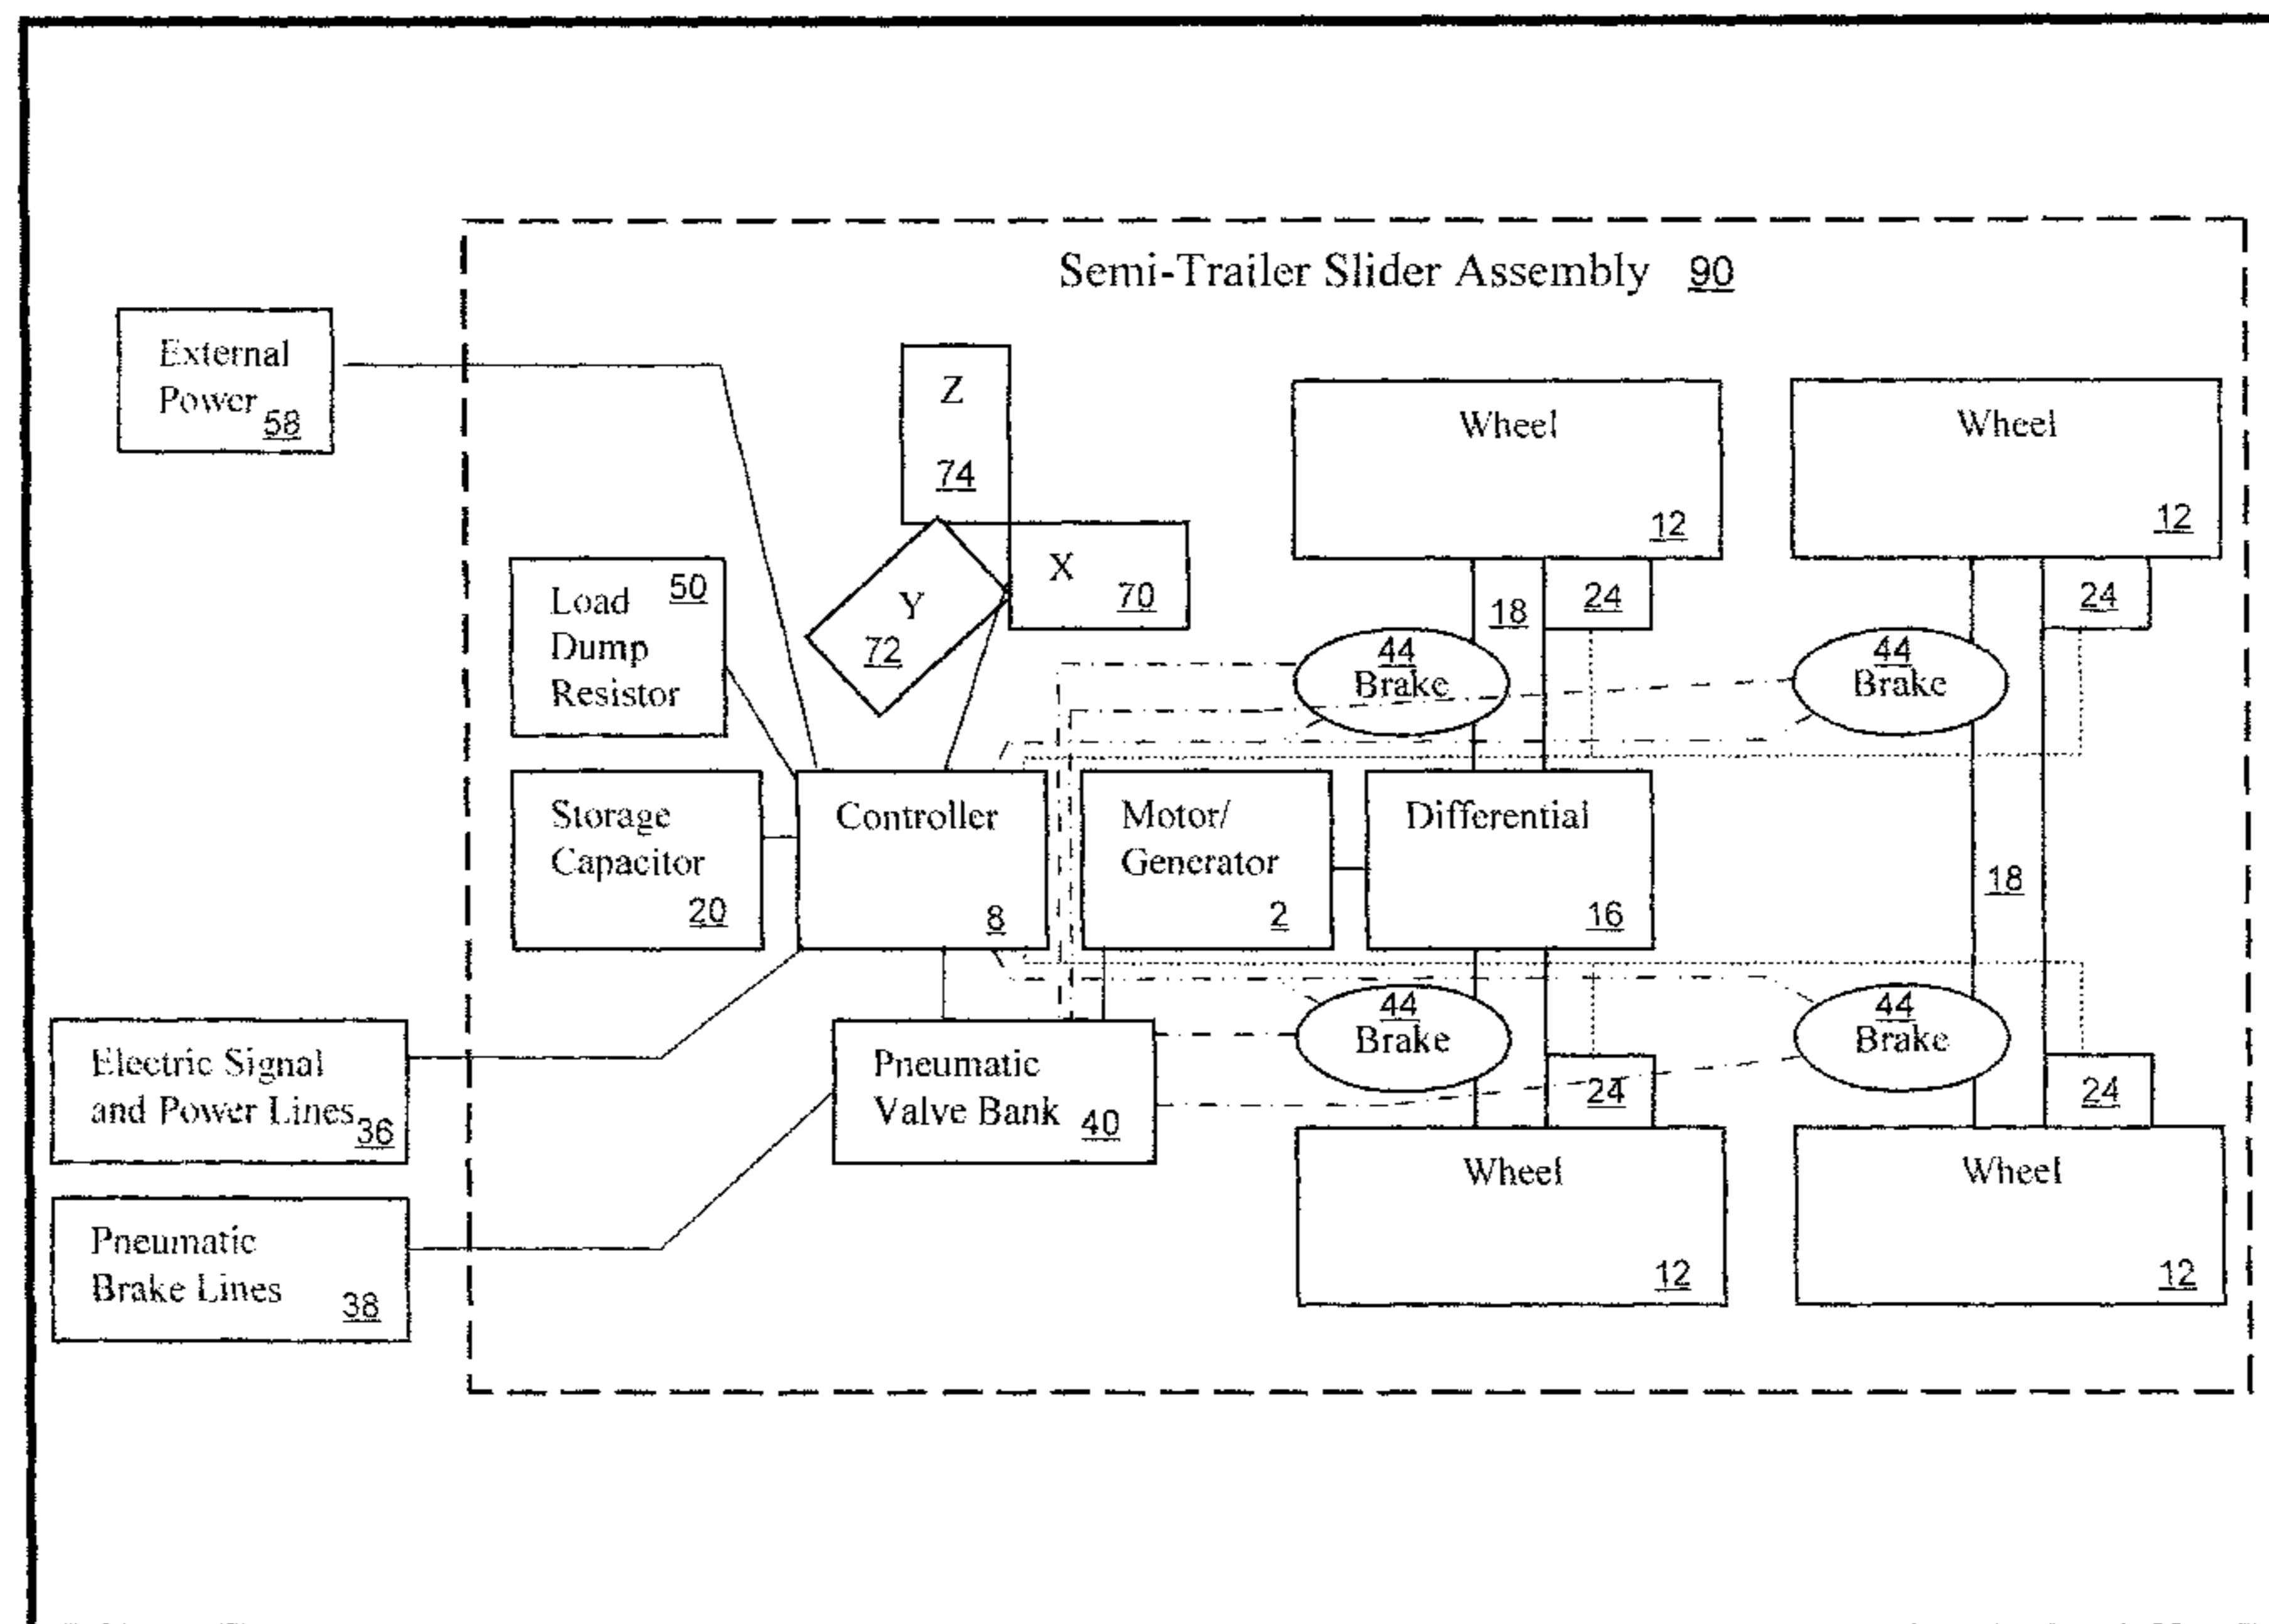 Semi-Trailer Slider Assembly 90
External
Power 58
Z
74
X
70
Y
72
Wheel
12
Wheel
12
Load 50
Dump
Resistor
18
24
24
44
Brake
44
Brake
Storage
Capacitor
20
Controller
8
Motor/
Generator
2
Differential
16
18
Electric Signal
and Power Lines 36
Pneumatic
Valve Bank 40
44
Brake
44
Brake
24
24
Pneumatic
Brake Lines 38
Wheel
12
Wheel
12